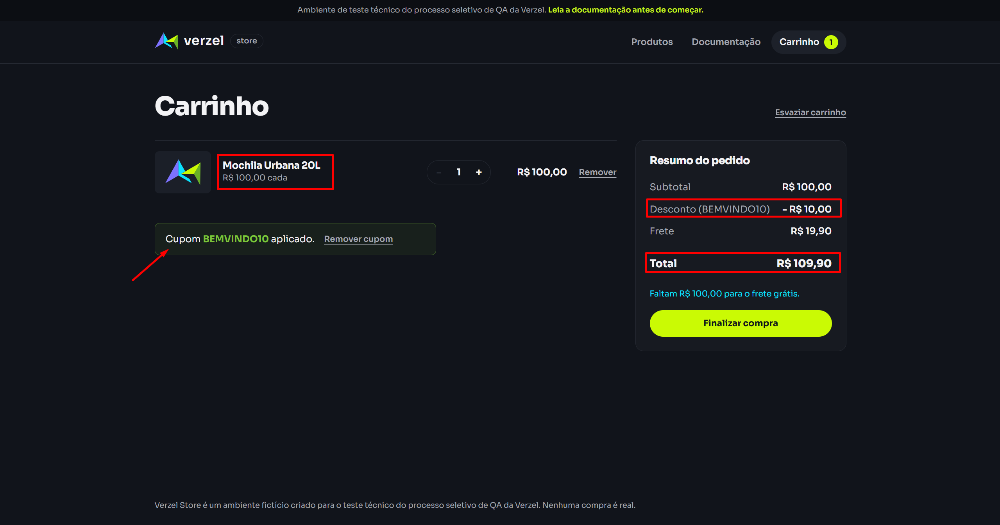 Ambiente de teste técnico do processo seletivo de QA da Verzel. Leia a documentação antes de começar.
verzel store
Produtos
Documentação
Carrinho 1
Carrinho
Esvaziar carrinho
Mochila Urbana 20L
R$ 100,00 cada
- 1 +
R$ 100,00
Remover
Cupom BEMVINDO10 aplicado. Remover cupom
Resumo do pedido
Subtotal R$ 100,00
Desconto (BEMVINDO10) - R$ 10,00
Frete R$ 19,90
Total R$ 109,90
Faltam R$ 100,00 para o frete grátis.
Finalizar compra
Verzel Store é um ambiente fictício criado para o teste técnico do processo seletivo de QA da Verzel. Nenhuma compra é real.